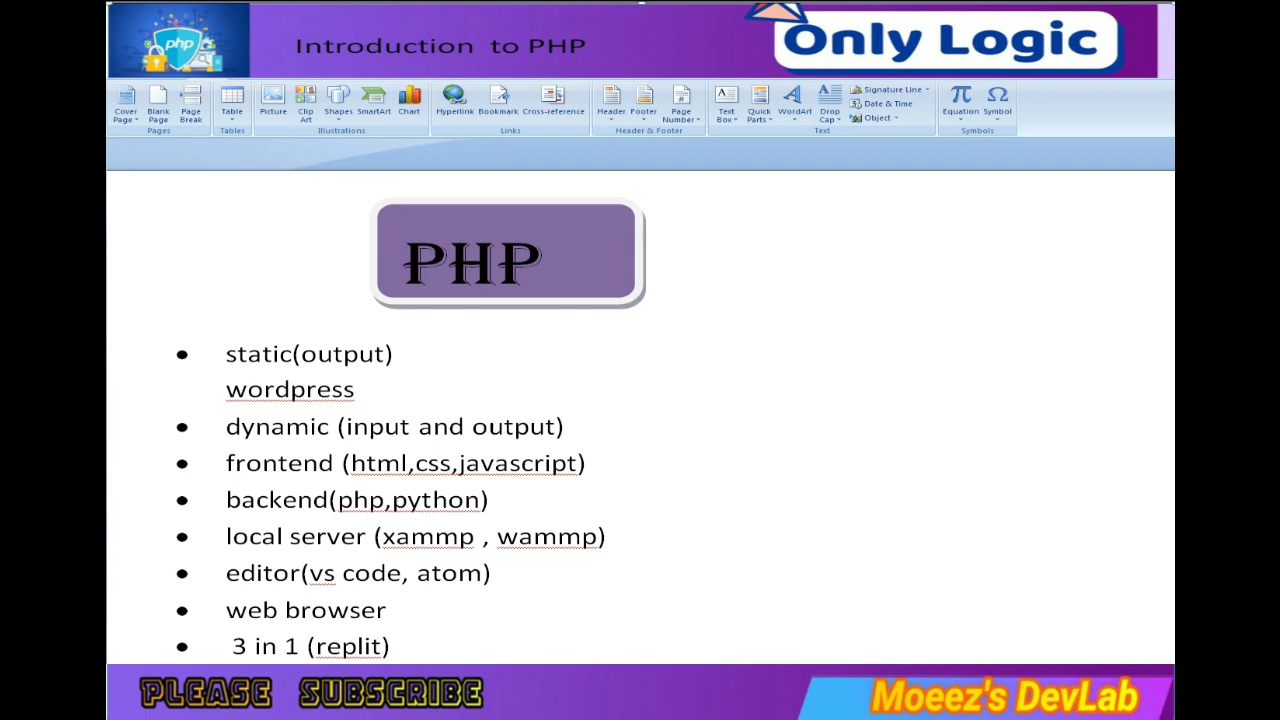 php
Introduction to PHP
Only Logic
Cover Page
Blank Page
Page Break
Table
Picture
Clip Art
Shapes
SmartArt
Chart
Hyperlink
Bookmark
Cross-reference
Header
Footer
Page Number
Text Box
Quick Parts
WordArt
Drop Cap
Signature Line
Date & Time
Object
Equation
Symbol
Pages
Tables
Illustrations
Links
Header & Footer
Text
Symbols
PHP
• static(output)
wordpress
• dynamic (input and output)
• frontend (html,css,javascript)
• backend(php,python)
• local server (xammp , wammp)
• editor(vs code, atom)
• web browser
• 3 in 1 (replit)
PLEASE SUBSCRIBE
Moeez's DevLab